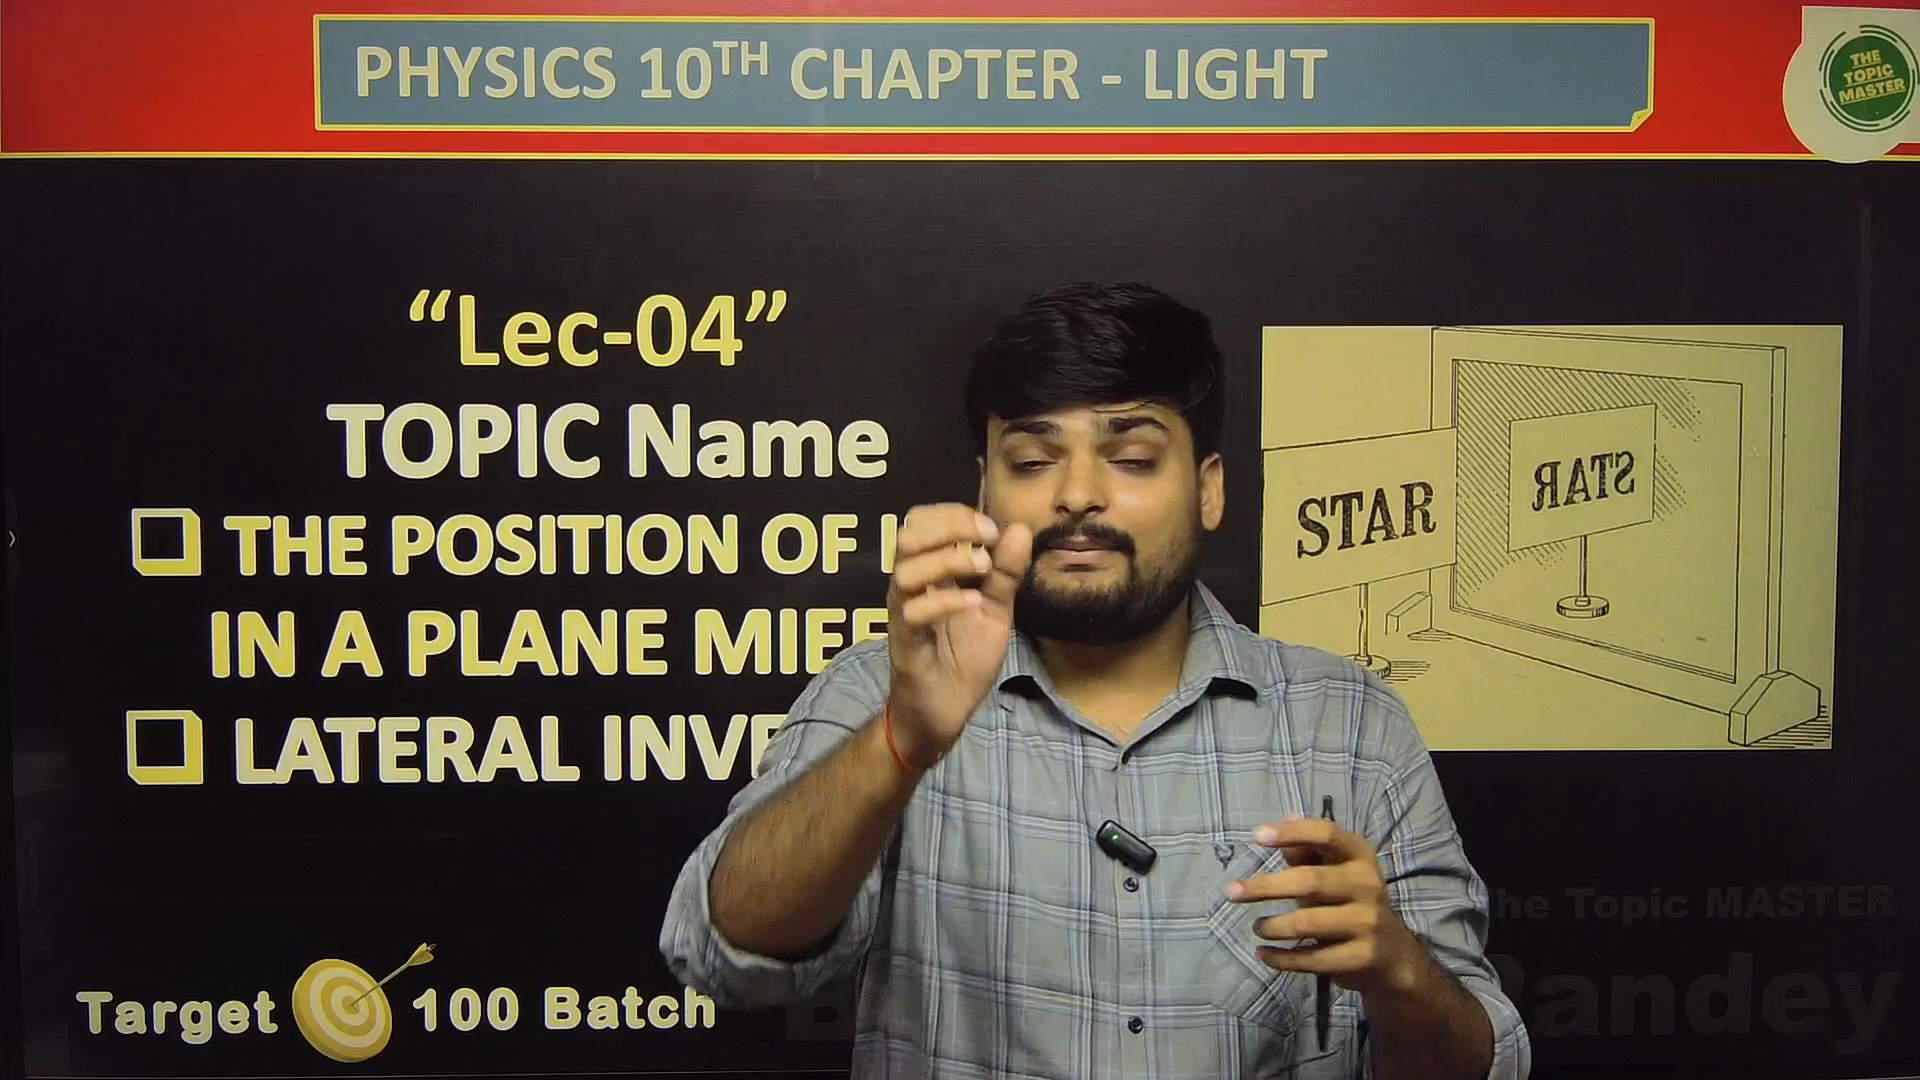 PHYSICS 10TH CHAPTER - LIGHT
THE
TOPIC
MASTER
“Lec-04”
TOPIC Name
THE POSITION OF
IN A PLANE
LATERAL
STAR
STAR
Target 100 Batch
The Topic MASTER